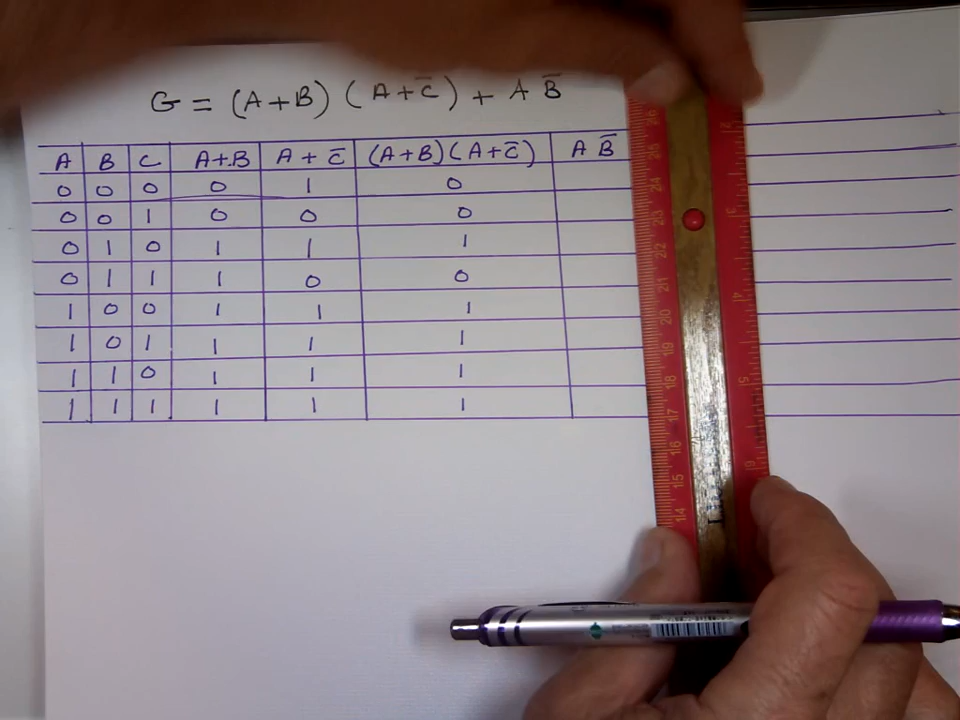 G = (A+B) (A+C̅) + A B̅
A B C A+B A+C̅ (A+B)(A+C̅) A B̅
0 0 0 0 1 0
0 0 1 0 0 0
0 1 0 1 1 1
0 1 1 1 0 0
1 0 0 1 1 1
1 0 1 1 1 1
1 1 0 1 1 1
1 1 1 1 1 1